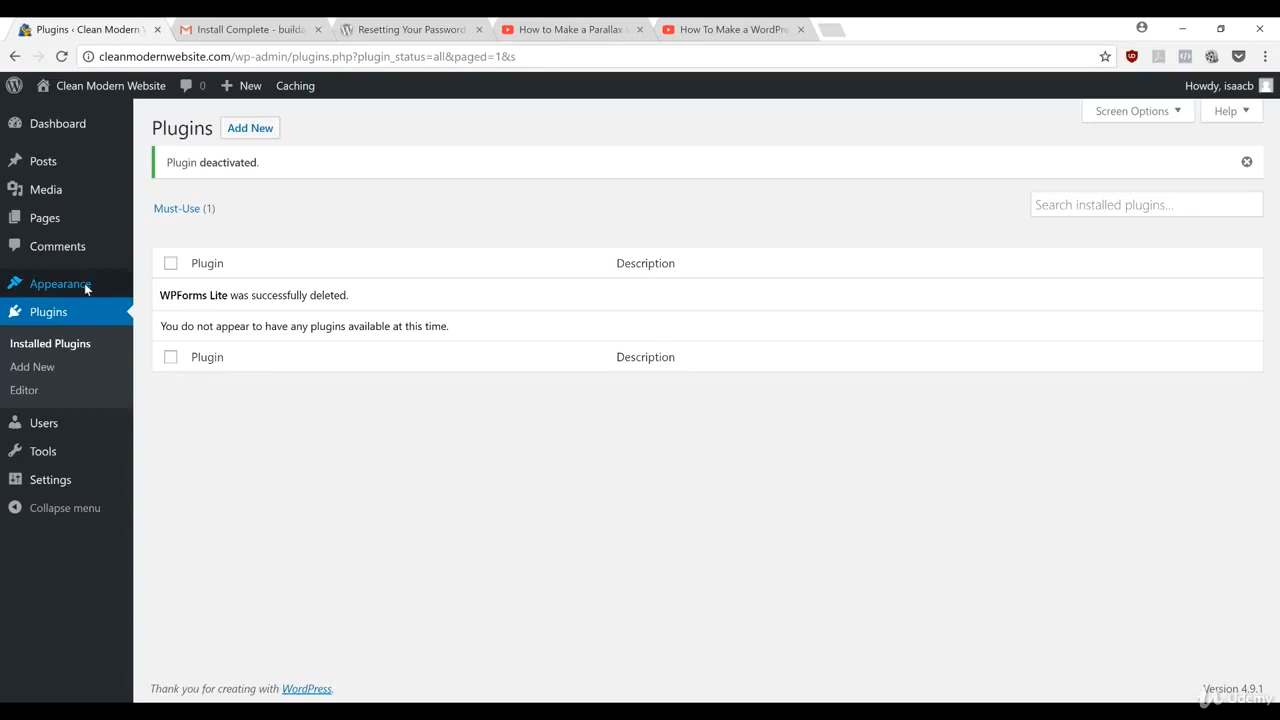 Plugins ‹ Clean Modern W
Install Complete - builda
Resetting Your Password
How to Make a Parallax
How To Make a WordPre
cleanmodernwebsite.com/wp-admin/plugins.php?plugin_status=all&paged=1&s
Clean Modern Website
0
New
Caching
Howdy, isaacb
Dashboard
Posts
Media
Pages
Comments
Appearance
Plugins
Installed Plugins
Add New
Editor
Users
Tools
Settings
Collapse menu
Screen Options
Help
Plugins
Add New
Plugin deactivated.
Must-Use (1)
Search installed plugins...
Plugin
Description
WPForms Lite was successfully deleted.
You do not appear to have any plugins available at this time.
Plugin
Description
Thank you for creating with WordPress.
Version 4.9.1
Udemy